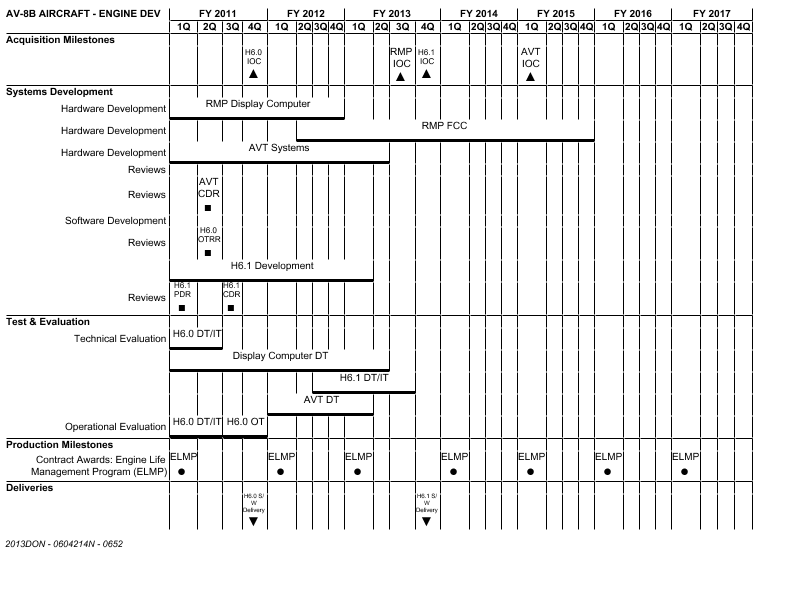 AV-8B AIRCRAFT - ENGINE DEV
FY 2011 FY 2012 FY 2013 FY 2014 FY 2015 FY 2016 FY 2017
1Q 2Q 3Q 4Q 1Q 2Q 3Q 4Q 1Q 2Q 3Q 4Q 1Q 2Q 3Q 4Q 1Q 2Q 3Q 4Q 1Q 2Q 3Q 4Q 1Q 2Q 3Q 4Q
Acquisition Milestones
H6.0 IOC
RMP IOC
H6.1 IOC
AVT IOC
Systems Development
Hardware Development
RMP Display Computer
Hardware Development
RMP FCC
Hardware Development
AVT Systems
Reviews
Reviews
AVT
CDR
Software Development
Reviews
H6.0
OTRR
H6.1 Development
Reviews
H6.1
PDR
H6.1
CDR
Test & Evaluation
Technical Evaluation
H6.0 DT/IT
Display Computer DT
H6.1 DT/IT
AVT DT
Operational Evaluation
H6.0 DT/IT H6.0 OT
Production Milestones
Contract Awards: Engine Life
Management Program (ELMP)
ELMP ELMP ELMP ELMP ELMP ELMP ELMP
Deliveries
H6.0 S/
W
Delivery
H6.1 S/
W
Delivery
2013DON - 0604214N - 0652